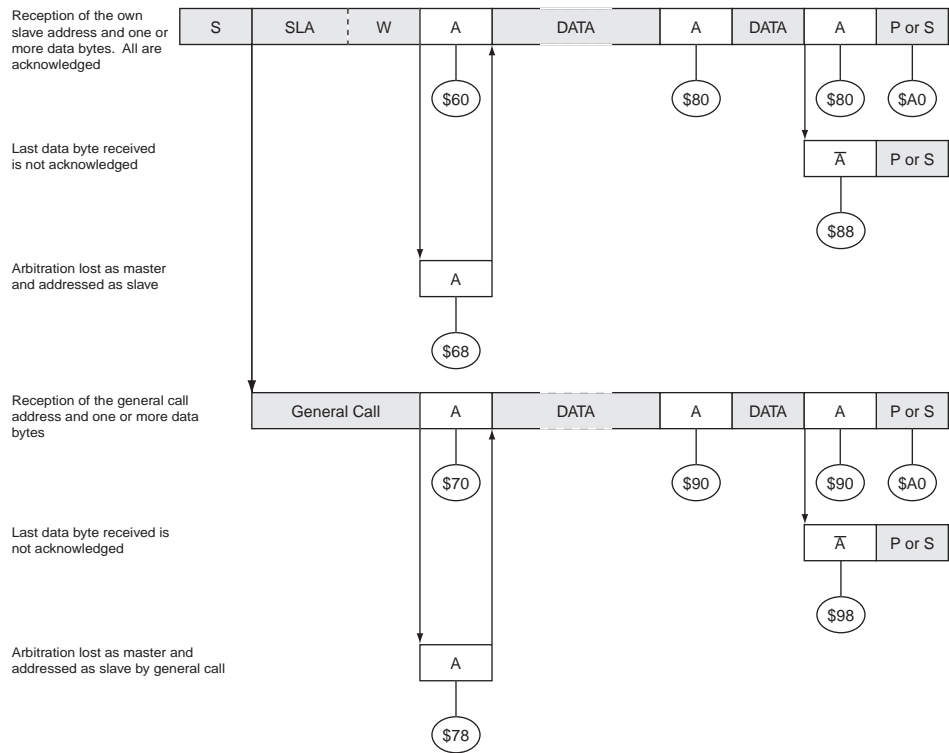 Reception of the own
slave address and one or
more data bytes. All are
acknowledged
S SLA W A DATA A DATA A P or S
$60 $80 $80 $A0
Last data byte received
is not acknowledged
A̅ P or S
$88
Arbitration lost as master
and addressed as slave
A
$68
Reception of the general call
address and one or more data
bytes
General Call A DATA A DATA A P or S
$70 $90 $90 $A0
Last data byte received is
not acknowledged
A̅ P or S
$98
Arbitration lost as master and
addressed as slave by general call
A
$78